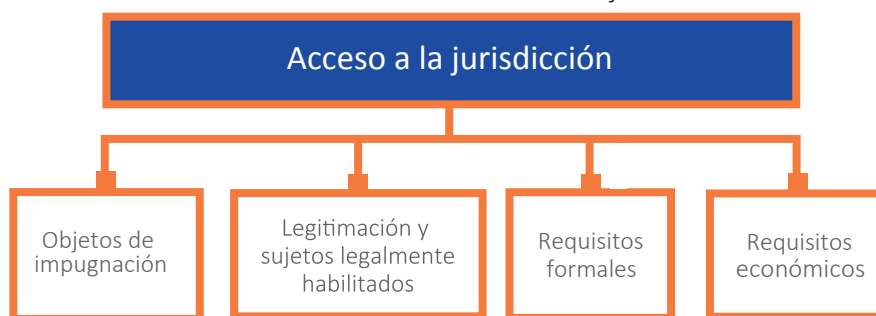 Acceso a la jurisdicción
Objetos de
impugnación
Legitimación y
sujetos legalmente
habilitados
Requisitos
formales
Requisitos
económicos